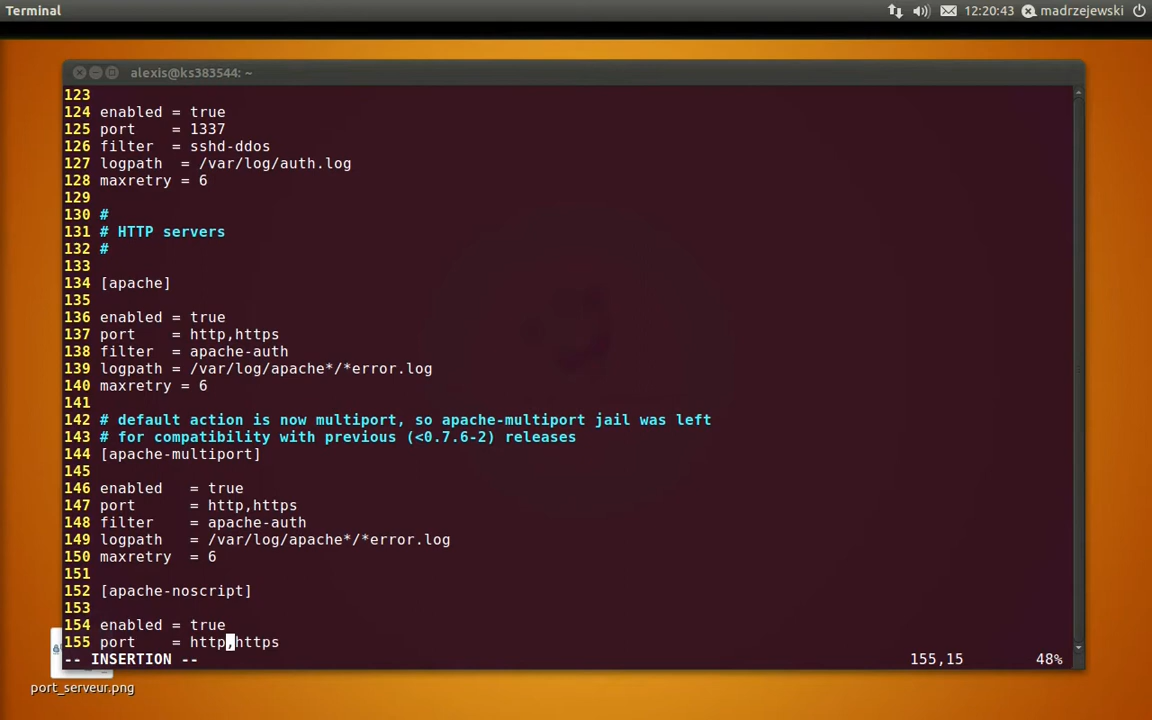 Terminal
12:20:43 madrzejewski
alexis@ks383544: ~
123
124 enabled = true
125 port    = 1337
126 filter  = sshd-ddos
127 logpath  = /var/log/auth.log
128 maxretry = 6
129
130 #
131 # HTTP servers
132 #
133
134 [apache]
135
136 enabled = true
137 port    = http,https
138 filter  = apache-auth
139 logpath = /var/log/apache*/*error.log
140 maxretry = 6
141
142 # default action is now multiport, so apache-multiport jail was left
143 # for compatibility with previous (<0.7.6-2) releases
144 [apache-multiport]
145
146 enabled   = true
147 port      = http,https
148 filter    = apache-auth
149 logpath   = /var/log/apache*/*error.log
150 maxretry  = 6
151
152 [apache-noscript]
153
154 enabled = true
155 port    = http,https
-- INSERTION -- 155,15 48%
port_serveur.png